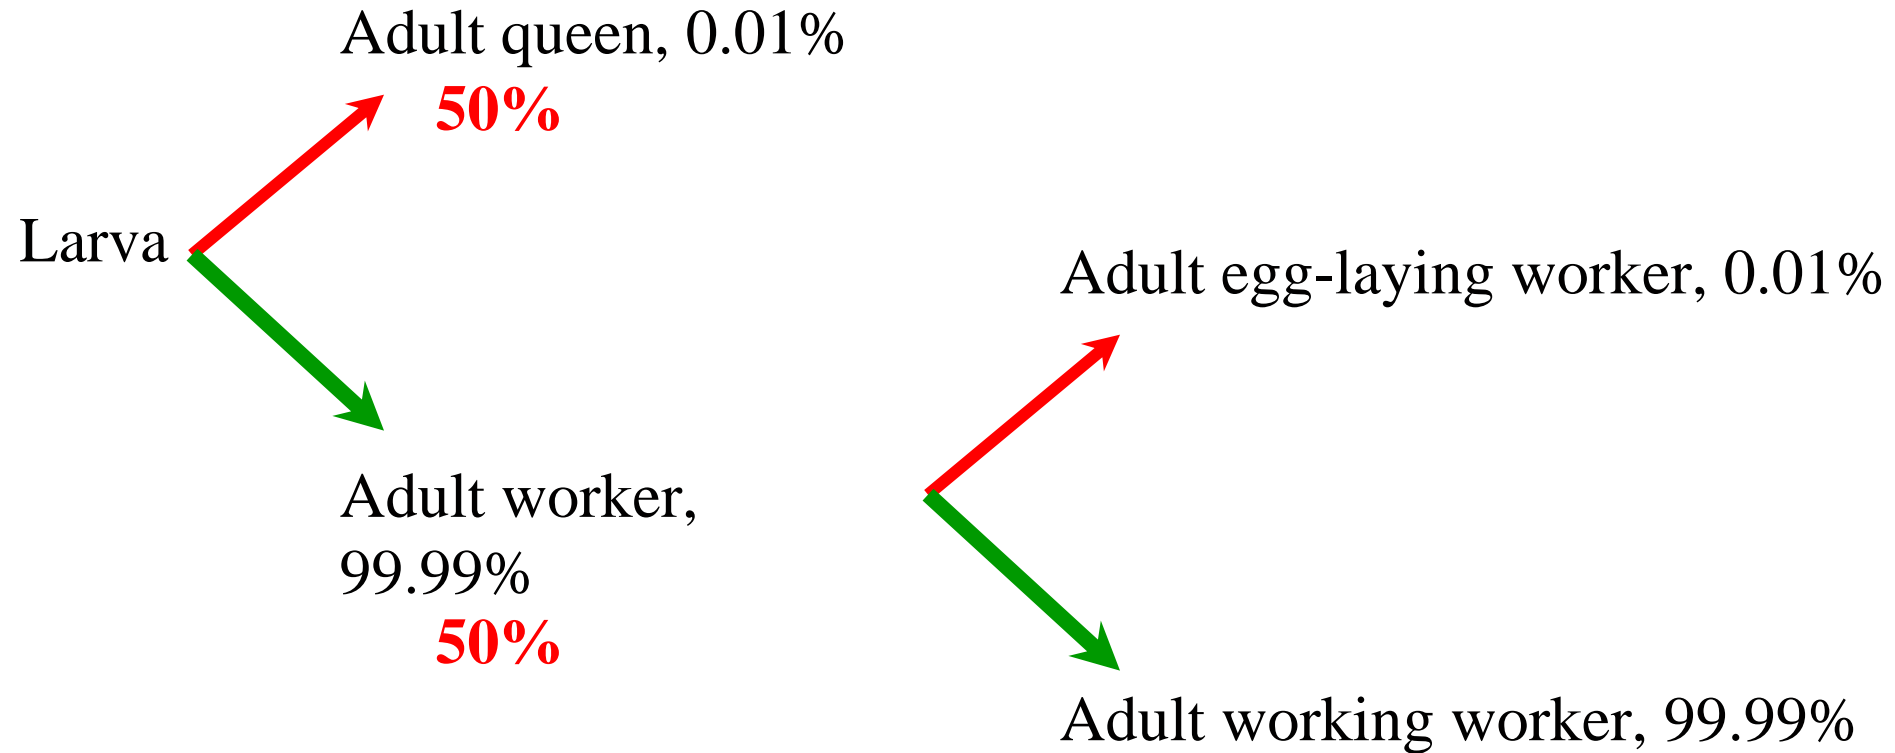 Adult queen, 0.01%
50%
Larva
Adult egg-laying worker, 0.01%
Adult worker,
99.99%
50%
Adult working worker, 99.99%